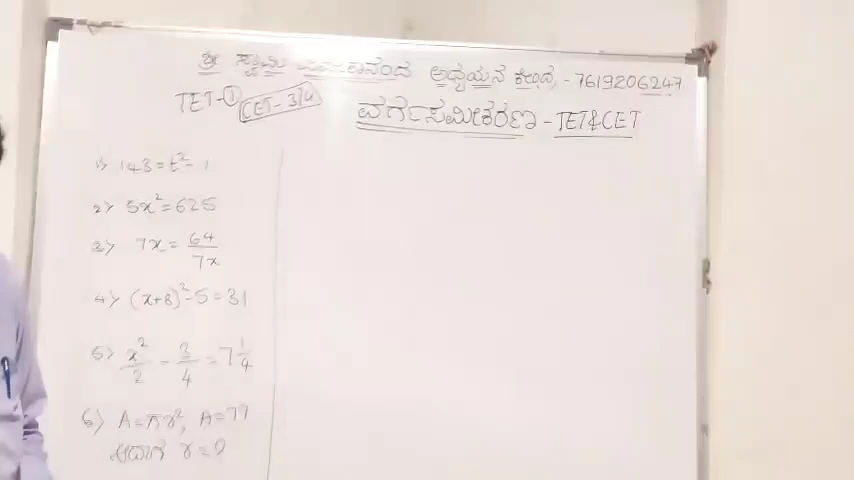 ಶ್ರೀ ಸ್ವಾಮಿ ವಿವೇಕಾನಂದ ಅಧ್ಯಯನ ಕೇಂದ್ರ - 7619206247
TET-① CET-3/4
ವರ್ಗಸಮೀಕರಣ - TET & CET
1) 143 = t² - 1
2) 5x² = 625
3) 7x = 64/7x
4) (x+8)² - 5 = 31
5) x²/2 - 3/4 = 7 1/4
6) A = πr², A = 77
ಆದಾಗ r = ?